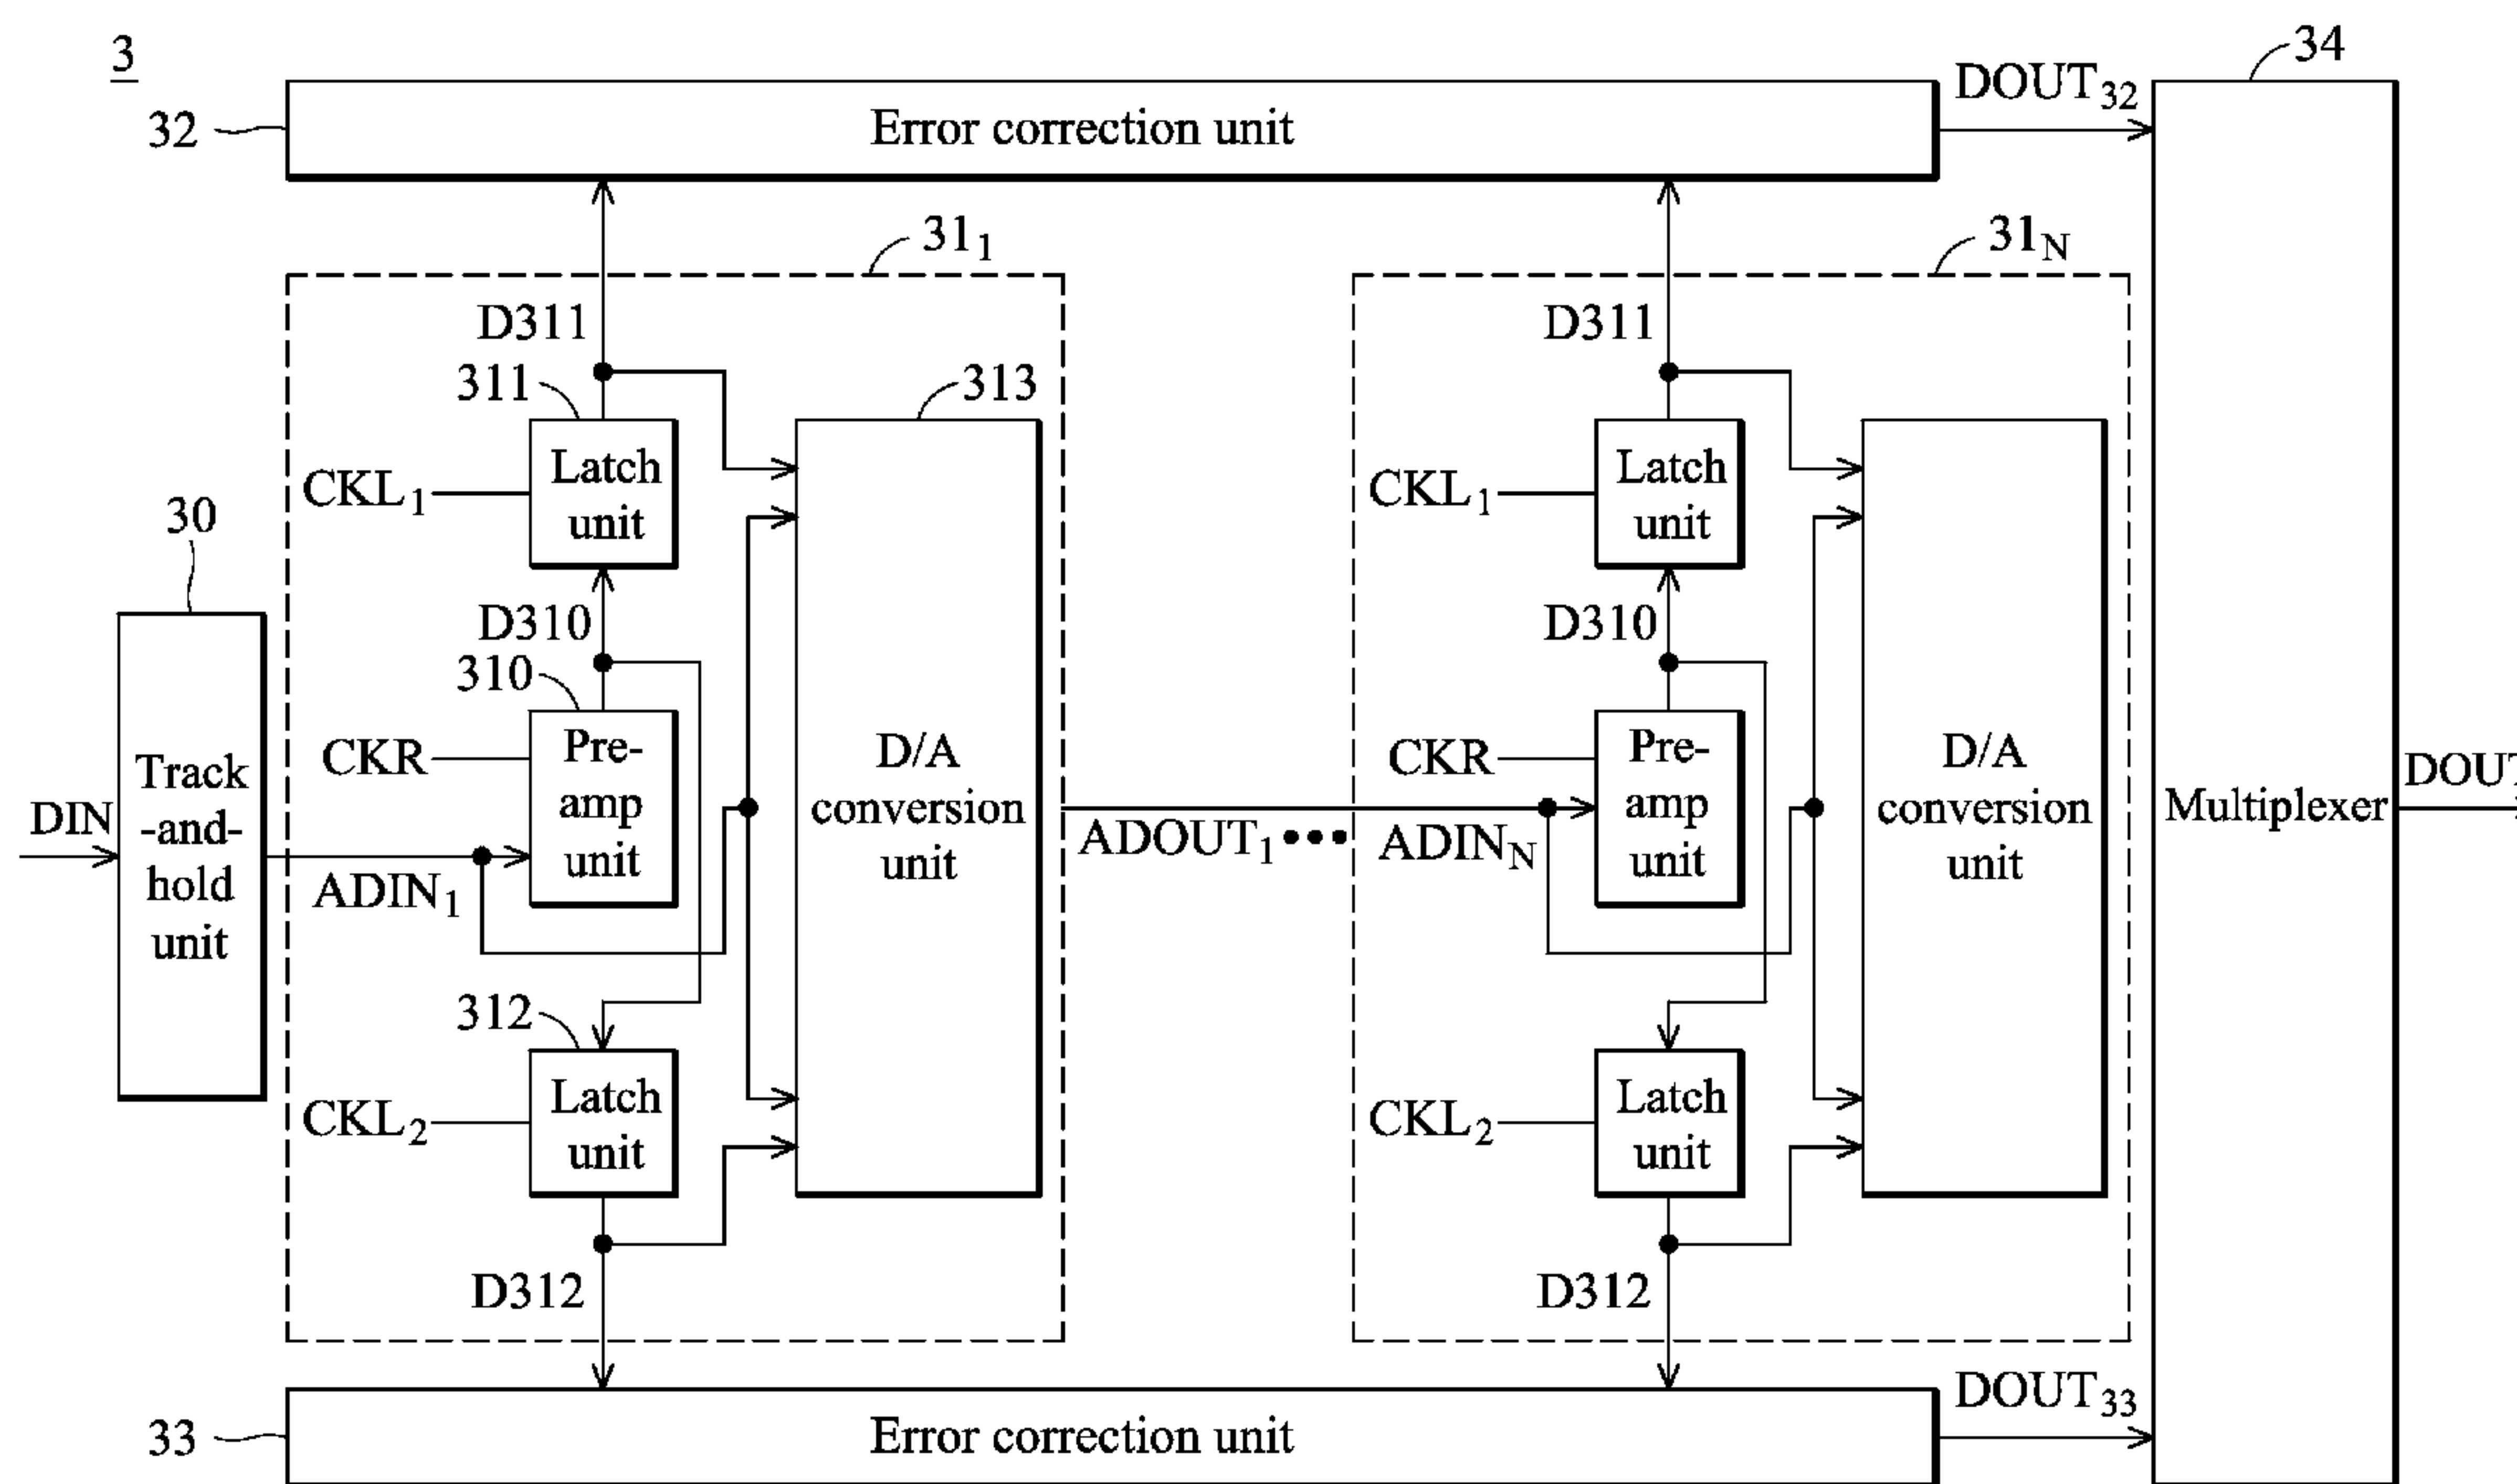 3
34
32
Error correction unit
DOUT32
311
31N
D311
D311
311
313
Latch
unit
CKL1
Latch
unit
CKL1
30
D310
D310
310
CKR
Pre-
amp
unit
D/A
conversion
unit
CKR
Pre-
amp
unit
D/A
conversion
unit
Multiplexer
DOUT
DIN
Track
-and-
hold
unit
ADIN1
ADOUT1 •••
ADINN
312
CKL2
Latch
unit
CKL2
Latch
unit
D312
D312
DOUT33
33
Error correction unit